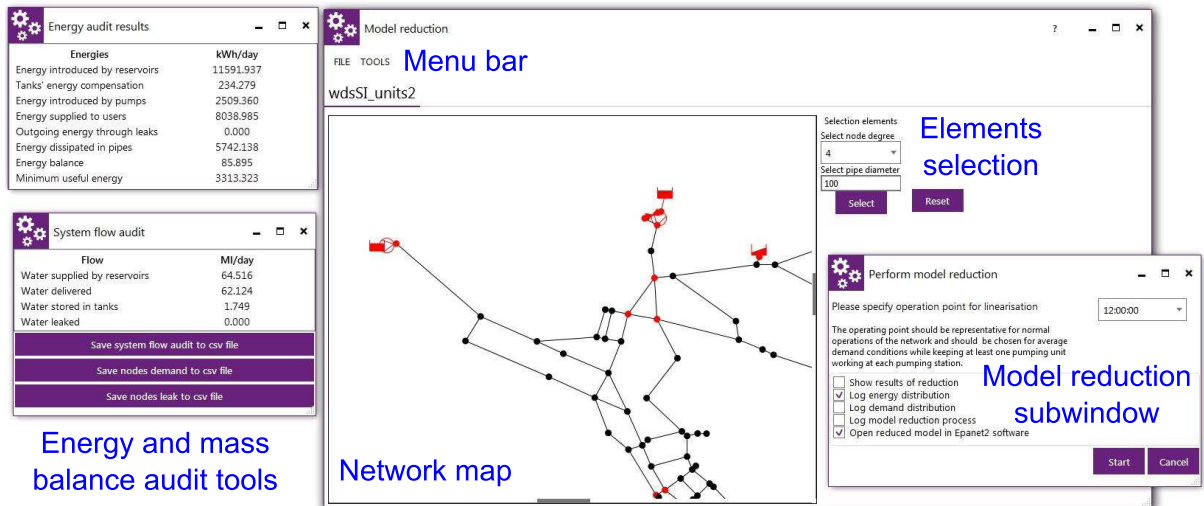 Energy audit results
Energies kWh/day
Energy introduced by reservoirs 11591.937
Tanks' energy compensation 234.279
Energy introduced by pumps 2509.360
Energy supplied to users 8038.985
Outgoing energy through leaks 0.000
Energy dissipated in pipes 5742.138
Energy balance 85.895
Minimum useful energy 3313.323
System flow audit
Flow Ml/day
Water supplied by reservoirs 64.516
Water delivered 62.124
Water stored in tanks 1.749
Water leaked 0.000
Save system flow audit to csv file
Save nodes demand to csv file
Save nodes leak to csv file
Energy and mass
balance audit tools
Model reduction ?
FILE TOOLS
Menu bar
wdsSI_units2
Network map
Selection elements
Select node degree
4
Select pipe diameter
100
Select Reset
Elements
selection
Perform model reduction
Please specify operation point for linearisation 12:00:00
The operating point should be representative for normal
operations of the network and should be chosen for average
demand conditions while keeping at least one pumping unit
working at each pumping station.
Show results of reduction
Log energy distribution
Log demand distribution
Log model reduction process
Open reduced model in Epanet2 software
Model reduction
subwindow
Start Cancel